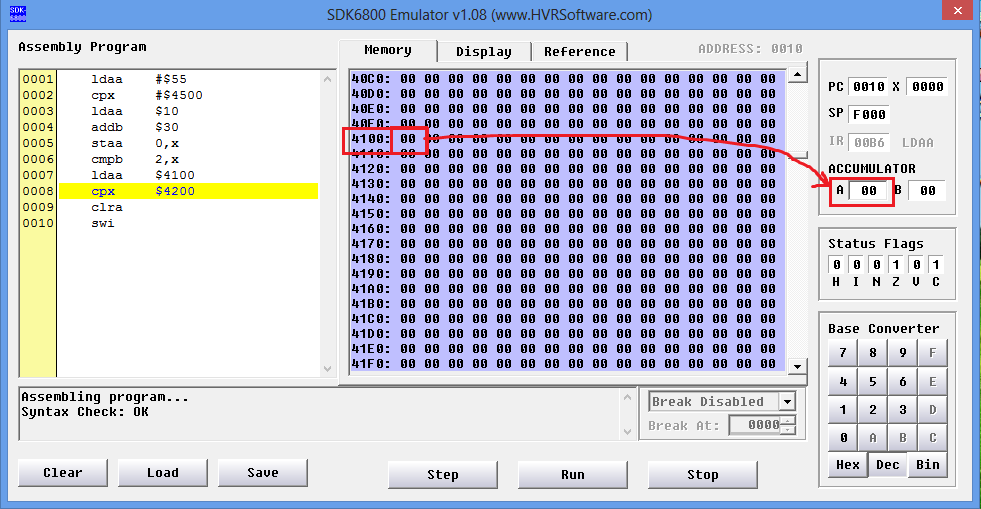 SDK-
6800
SDK6800 Emulator v1.08 (www.HVRSoftware.com)
×
Assembly Program
Memory Display Reference ADDRESS: 0010
0001 ldaa #$55
0002 cpx #$4500
0003 ldaa $10
0004 addb $30
0005 staa 0,x
0006 cmpb 2,x
0007 ldaa $4100
0008 cpx $4200
0009 clra
0010 swi
40C0: 00 00 00 00 00 00 00 00 00 00 00 00 00 00 00 00
40D0: 00 00 00 00 00 00 00 00 00 00 00 00 00 00 00 00
40E0: 00 00 00 00 00 00 00 00 00 00 00 00 00 00 00 00
40F0: 00 00 00 00 00 00 00 00 00 00 00 00 00 00 00 00
4100: 00 00 00 00 00 00 00 00 00 00 00 00 00 00 00 00
4110: 00 00 00 00 00 00 00 00 00 00 00 00 00 00 00 00
4120: 00 00 00 00 00 00 00 00 00 00 00 00 00 00 00 00
4130: 00 00 00 00 00 00 00 00 00 00 00 00 00 00 00 00
4140: 00 00 00 00 00 00 00 00 00 00 00 00 00 00 00 00
4150: 00 00 00 00 00 00 00 00 00 00 00 00 00 00 00 00
4160: 00 00 00 00 00 00 00 00 00 00 00 00 00 00 00 00
4170: 00 00 00 00 00 00 00 00 00 00 00 00 00 00 00 00
4180: 00 00 00 00 00 00 00 00 00 00 00 00 00 00 00 00
4190: 00 00 00 00 00 00 00 00 00 00 00 00 00 00 00 00
41A0: 00 00 00 00 00 00 00 00 00 00 00 00 00 00 00 00
41B0: 00 00 00 00 00 00 00 00 00 00 00 00 00 00 00 00
41C0: 00 00 00 00 00 00 00 00 00 00 00 00 00 00 00 00
41D0: 00 00 00 00 00 00 00 00 00 00 00 00 00 00 00 00
41E0: 00 00 00 00 00 00 00 00 00 00 00 00 00 00 00 00
41F0: 00 00 00 00 00 00 00 00 00 00 00 00 00 00 00 00
PC 0010 X 0000
SP F000
IR 00B6 LDAA
ACCUMULATOR
A 00 B 00
Status Flags
0 0 0 1 0 1
H I N Z V C
Base Converter
7 8 9 F
4 5 6 E
1 2 3 D
0 A B C
Hex Dec Bin
Assembling program...
Syntax Check: OK
Break Disabled
Break At: 0000
Clear Load Save Step Run Stop